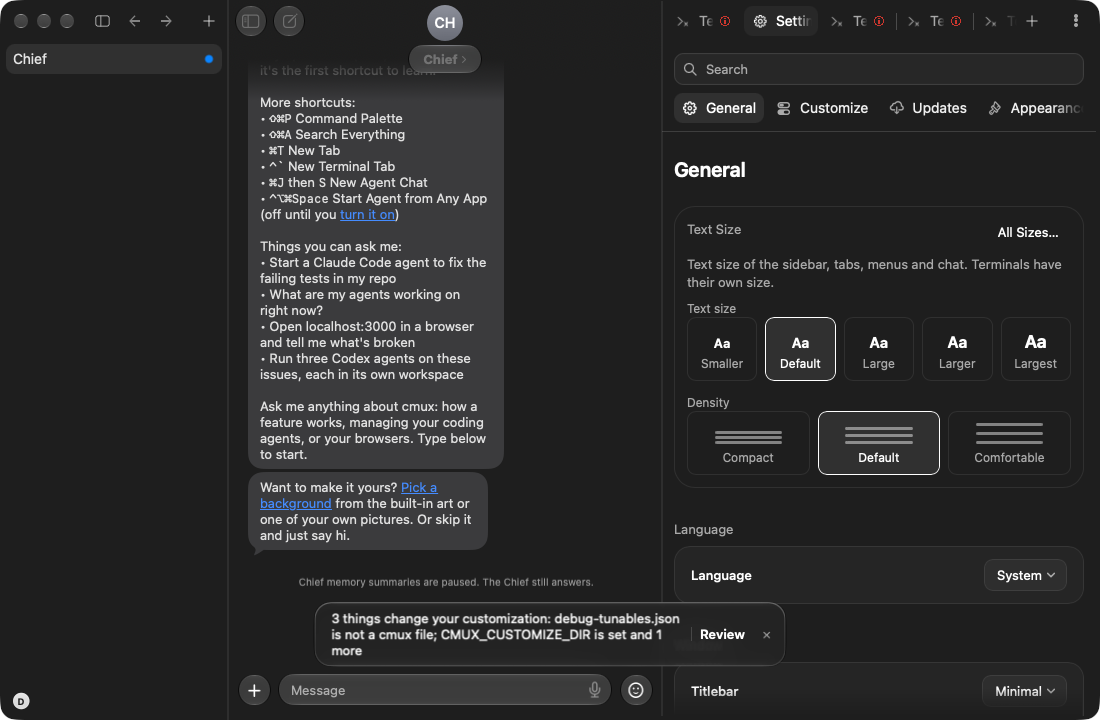 Chief
CH
Chief ›
it's the first shortcut to learn.
More shortcuts:
• ⇧⌘P Command Palette
• ⇧⌘A Search Everything
• ⌘T New Tab
• ^` New Terminal Tab
• ⌘J then S New Agent Chat
• ^⌥⌘Space Start Agent from Any App
(off until you turn it on)
Things you can ask me:
• Start a Claude Code agent to fix the
failing tests in my repo
• What are my agents working on
right now?
• Open localhost:3000 in a browser
and tell me what's broken
• Run three Codex agents on these
issues, each in its own workspace
Ask me anything about cmux: how a
feature works, managing your coding
agents, or your browsers. Type below
to start.
Want to make it yours? Pick a
background from the built-in art or
one of your own pictures. Or skip it
and just say hi.
Chief memory summaries are paused. The Chief still answers.
3 things change your customization: debug-tunables.json
is not a cmux file; CMUX_CUSTOMIZE_DIR is set and 1
more
Review
Message
D
Te
Settin
Te
Te
T
Search
General
Customize
Updates
Appearanc
General
Text Size
All Sizes...
Text size of the sidebar, tabs, menus and chat. Terminals have
their own size.
Text size
Aa Aa Aa Aa Aa
Smaller Default Large Larger Largest
Density
Compact Default Comfortable
Language
Language
System
Titlebar
Minimal